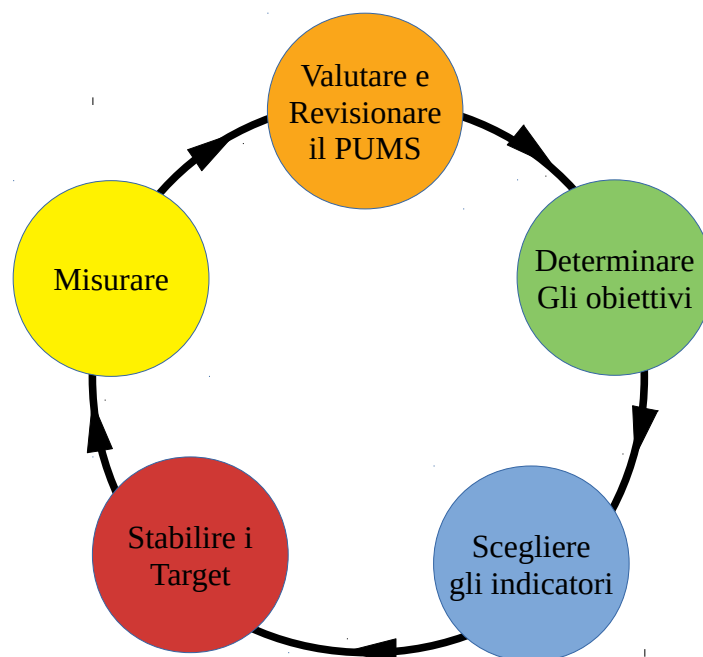 Valutare e
Revisionare
il PUMS
Determinare
Gli obiettivi
Scegliere
gli indicatori
Stabilire i
Target
Misurare